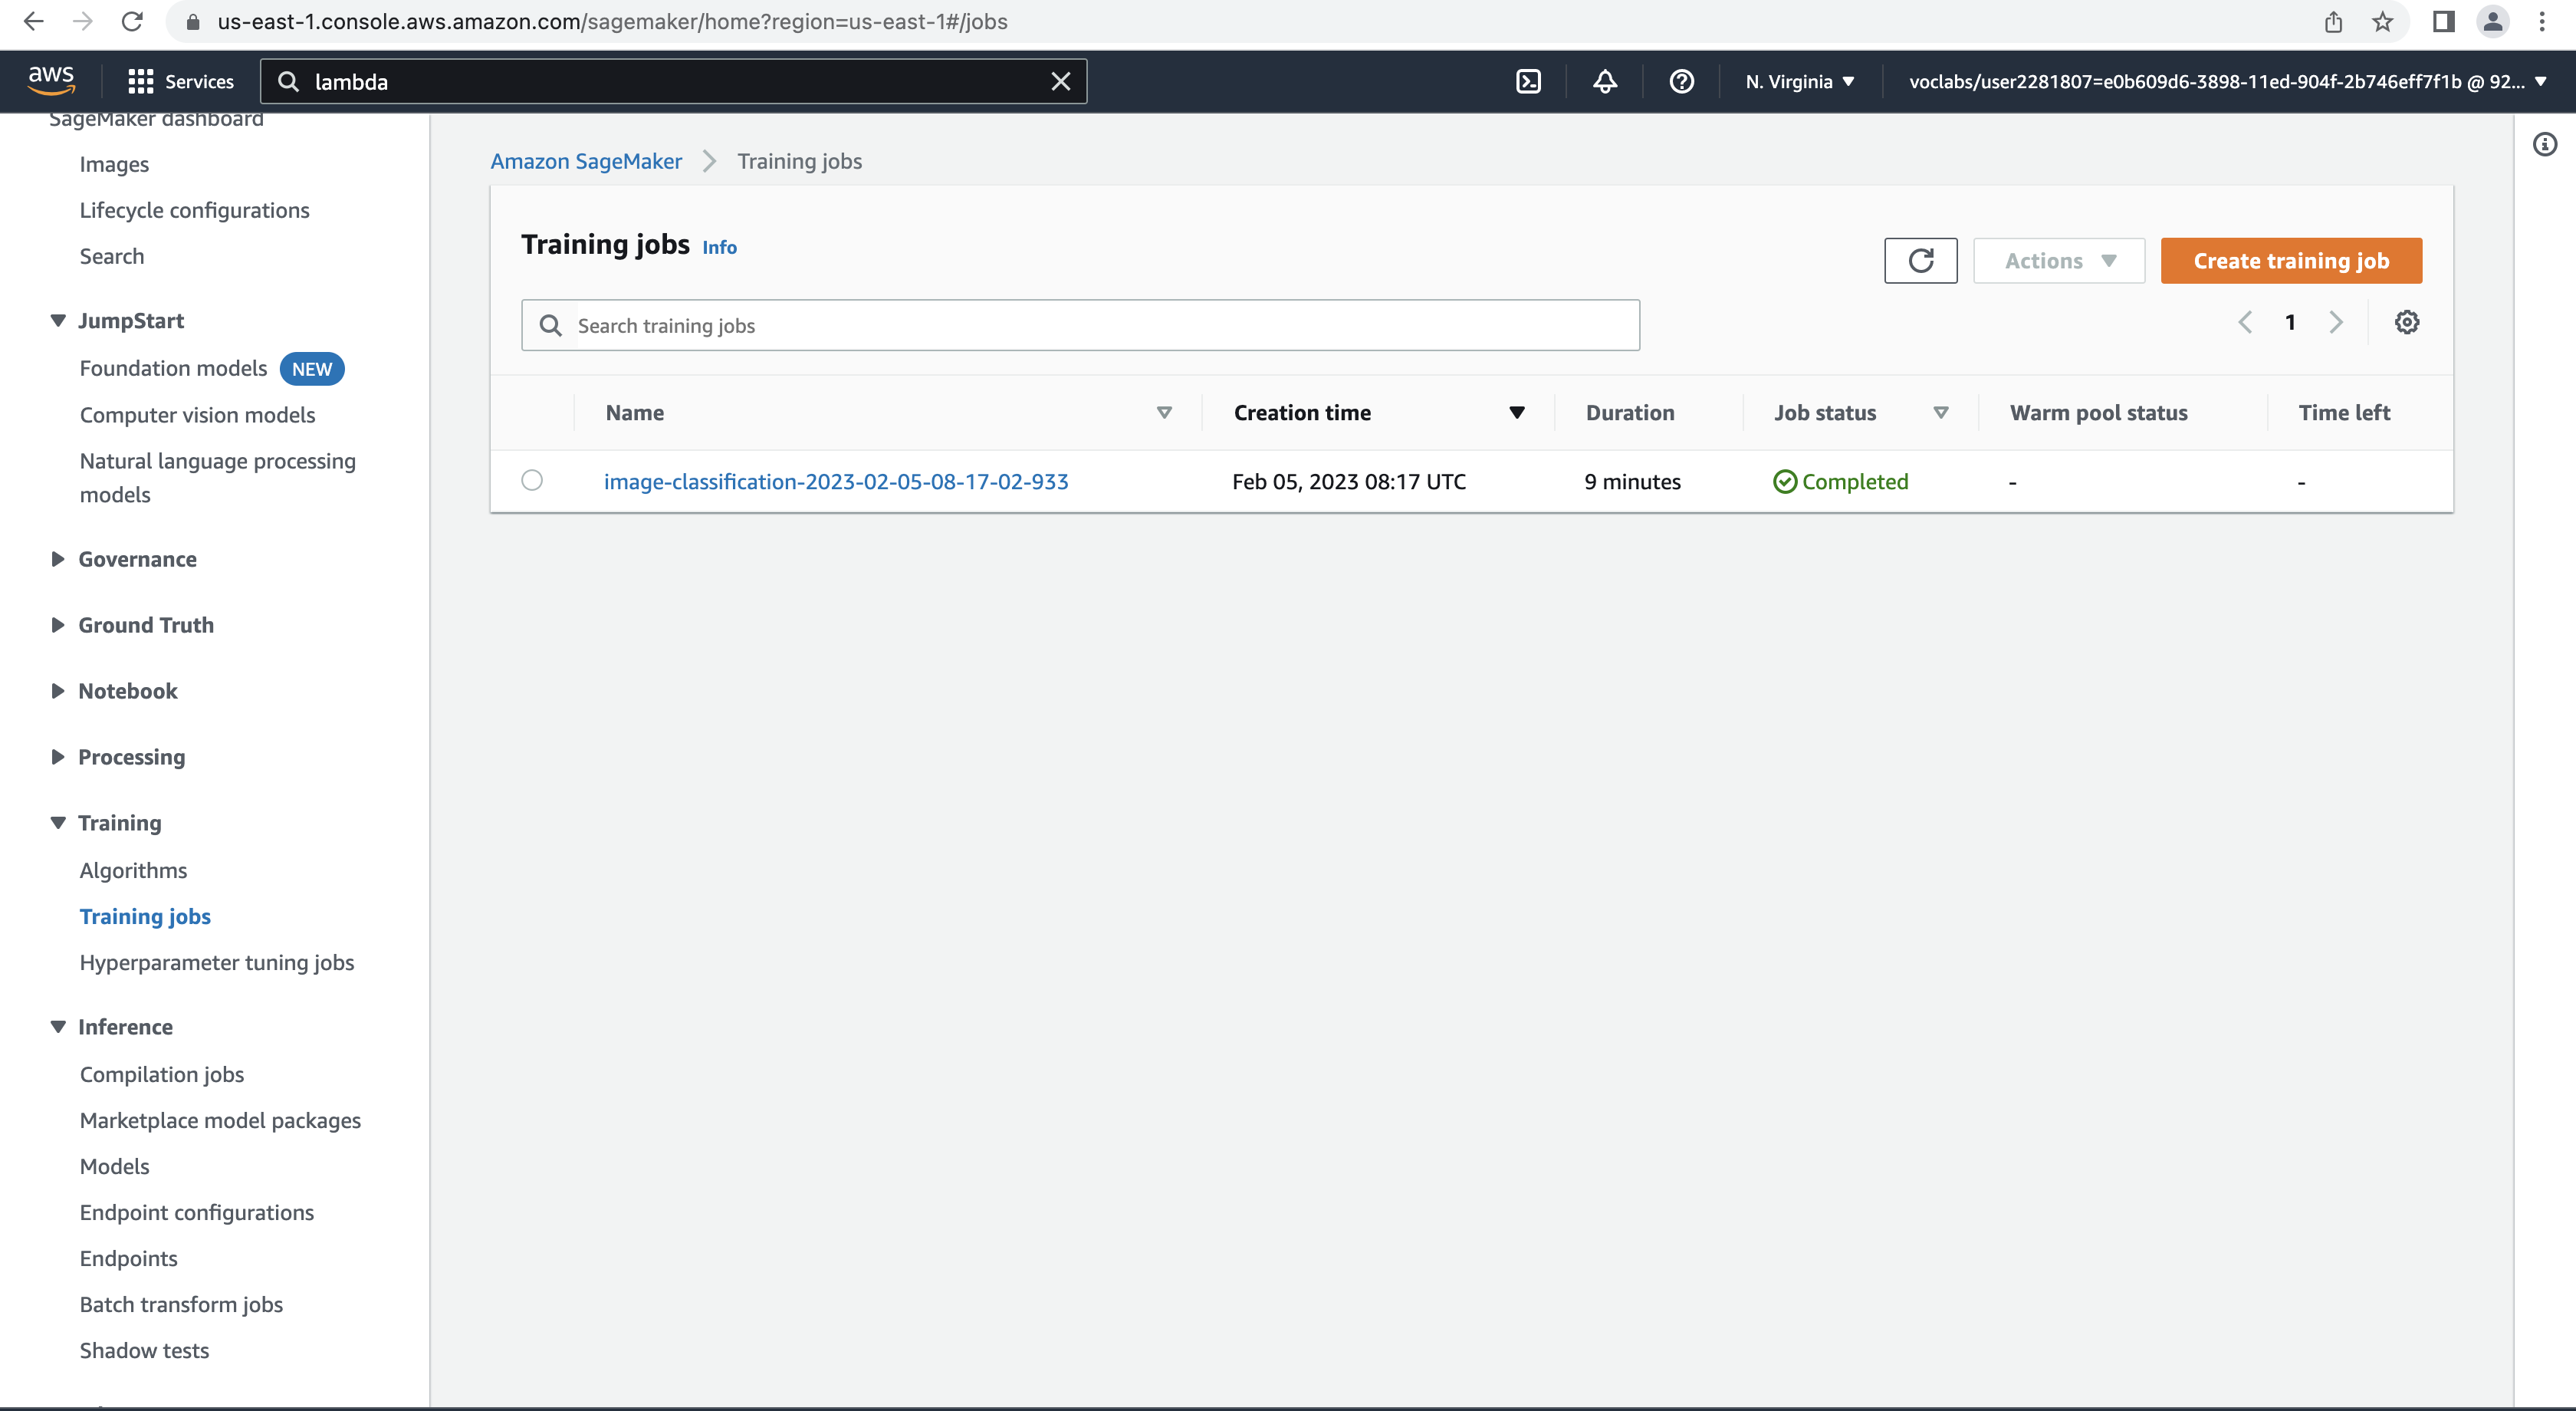 us-east-1.console.aws.amazon.com/sagemaker/home?region=us-east-1#/jobs
aws
Services
lambda
N. Virginia
voclabs/user2281807=e0b609d6-3898-11ed-904f-2b746eff7f1b @ 92...
SageMaker dashboard
Images
Lifecycle configurations
Search
JumpStart
Foundation models NEW
Computer vision models
Natural language processing
models
Governance
Ground Truth
Notebook
Processing
Training
Algorithms
Training jobs
Hyperparameter tuning jobs
Inference
Compilation jobs
Marketplace model packages
Models
Endpoint configurations
Endpoints
Batch transform jobs
Shadow tests
Amazon SageMaker
Training jobs
Training jobs Info
Actions
Create training job
Search training jobs
1
Name Creation time Duration Job status Warm pool status Time left
image-classification-2023-02-05-08-17-02-933 Feb 05, 2023 08:17 UTC 9 minutes Completed - -